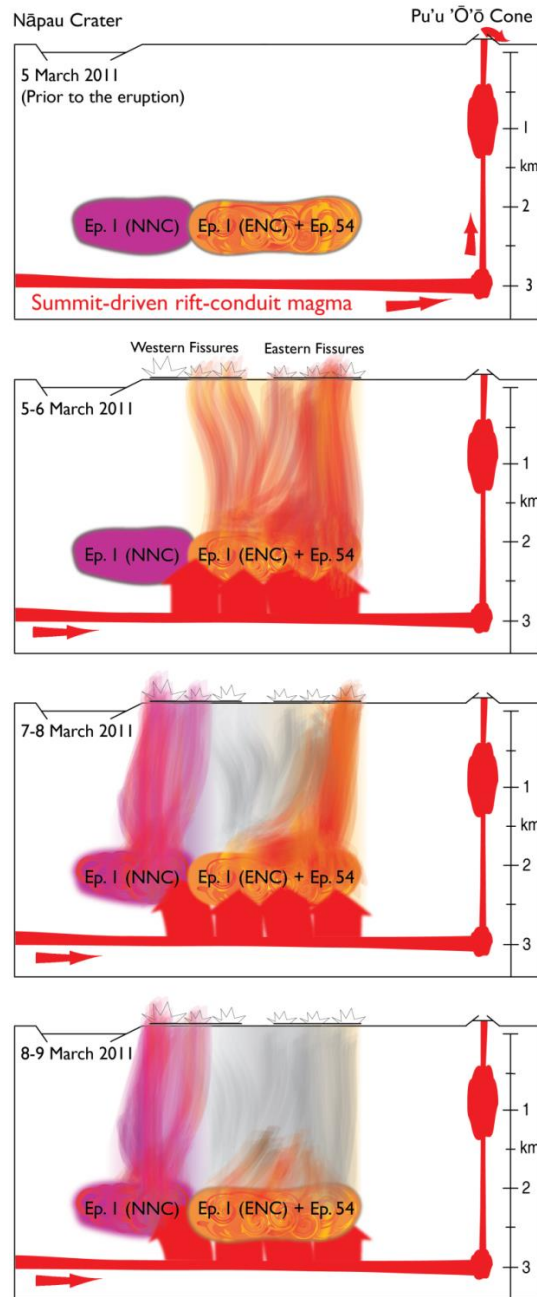 Nāpau Crater
Pu'u 'Ō'ō Cone
5 March 2011
(Prior to the eruption)
1
km
Ep. 1 (NNC)
Ep. 1 (ENC) + Ep. 54
2
Summit-driven rift-conduit magma
3
Western Fissures
Eastern Fissures
5-6 March 2011
1
km
Ep. 1 (NNC)
Ep. 1 (ENC) + Ep. 54
2
3
7-8 March 2011
1
km
Ep. 1 (NNC)
Ep. 1 (ENC) + Ep. 54
2
3
8-9 March 2011
1
km
Ep. 1 (NNC)
Ep. 1 (ENC) + Ep. 54
2
3